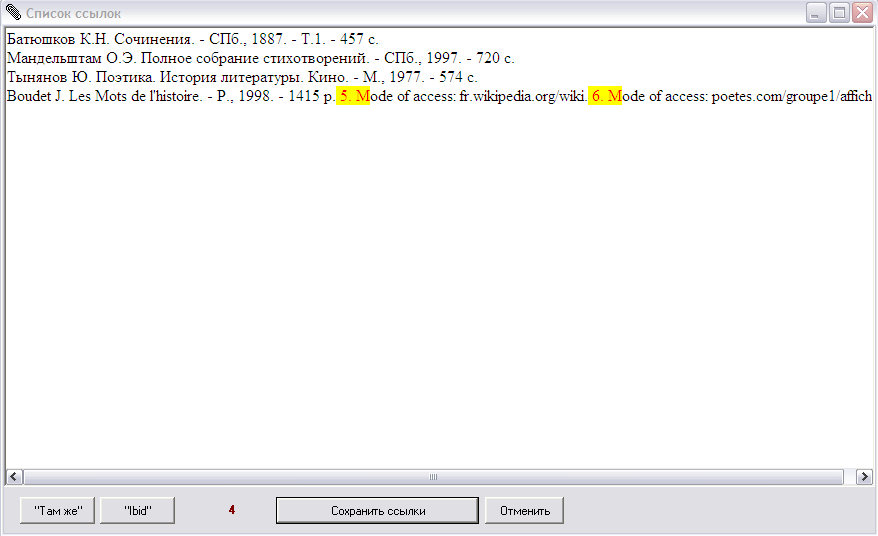 Список ссылок
Батюшков К.Н. Сочинения. - СПб., 1887. - Т.1. - 457 с.
Мандельштам О.Э. Полное собрание стихотворений. - СПб., 1997. - 720 с.
Тынянов Ю. Поэтика. История литературы. Кино. - М., 1977. - 574 с.
Boudet J. Les Mots de l'histoire. - P., 1998. - 1415 p. 5. Mode of access: fr.wikipedia.org/wiki. 6. Mode of access: poetes.com/groupe1/affich
"Там же" "Ibid" 4 Сохранить ссылки Отменить